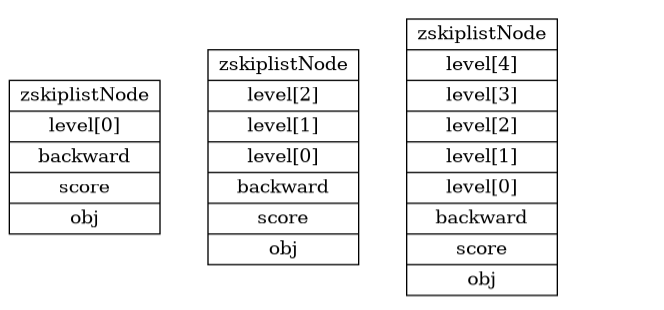 zskiplistNode
level[0]
backward
score
obj
zskiplistNode
level[2]
level[1]
level[0]
backward
score
obj
zskiplistNode
level[4]
level[3]
level[2]
level[1]
level[0]
backward
score
obj